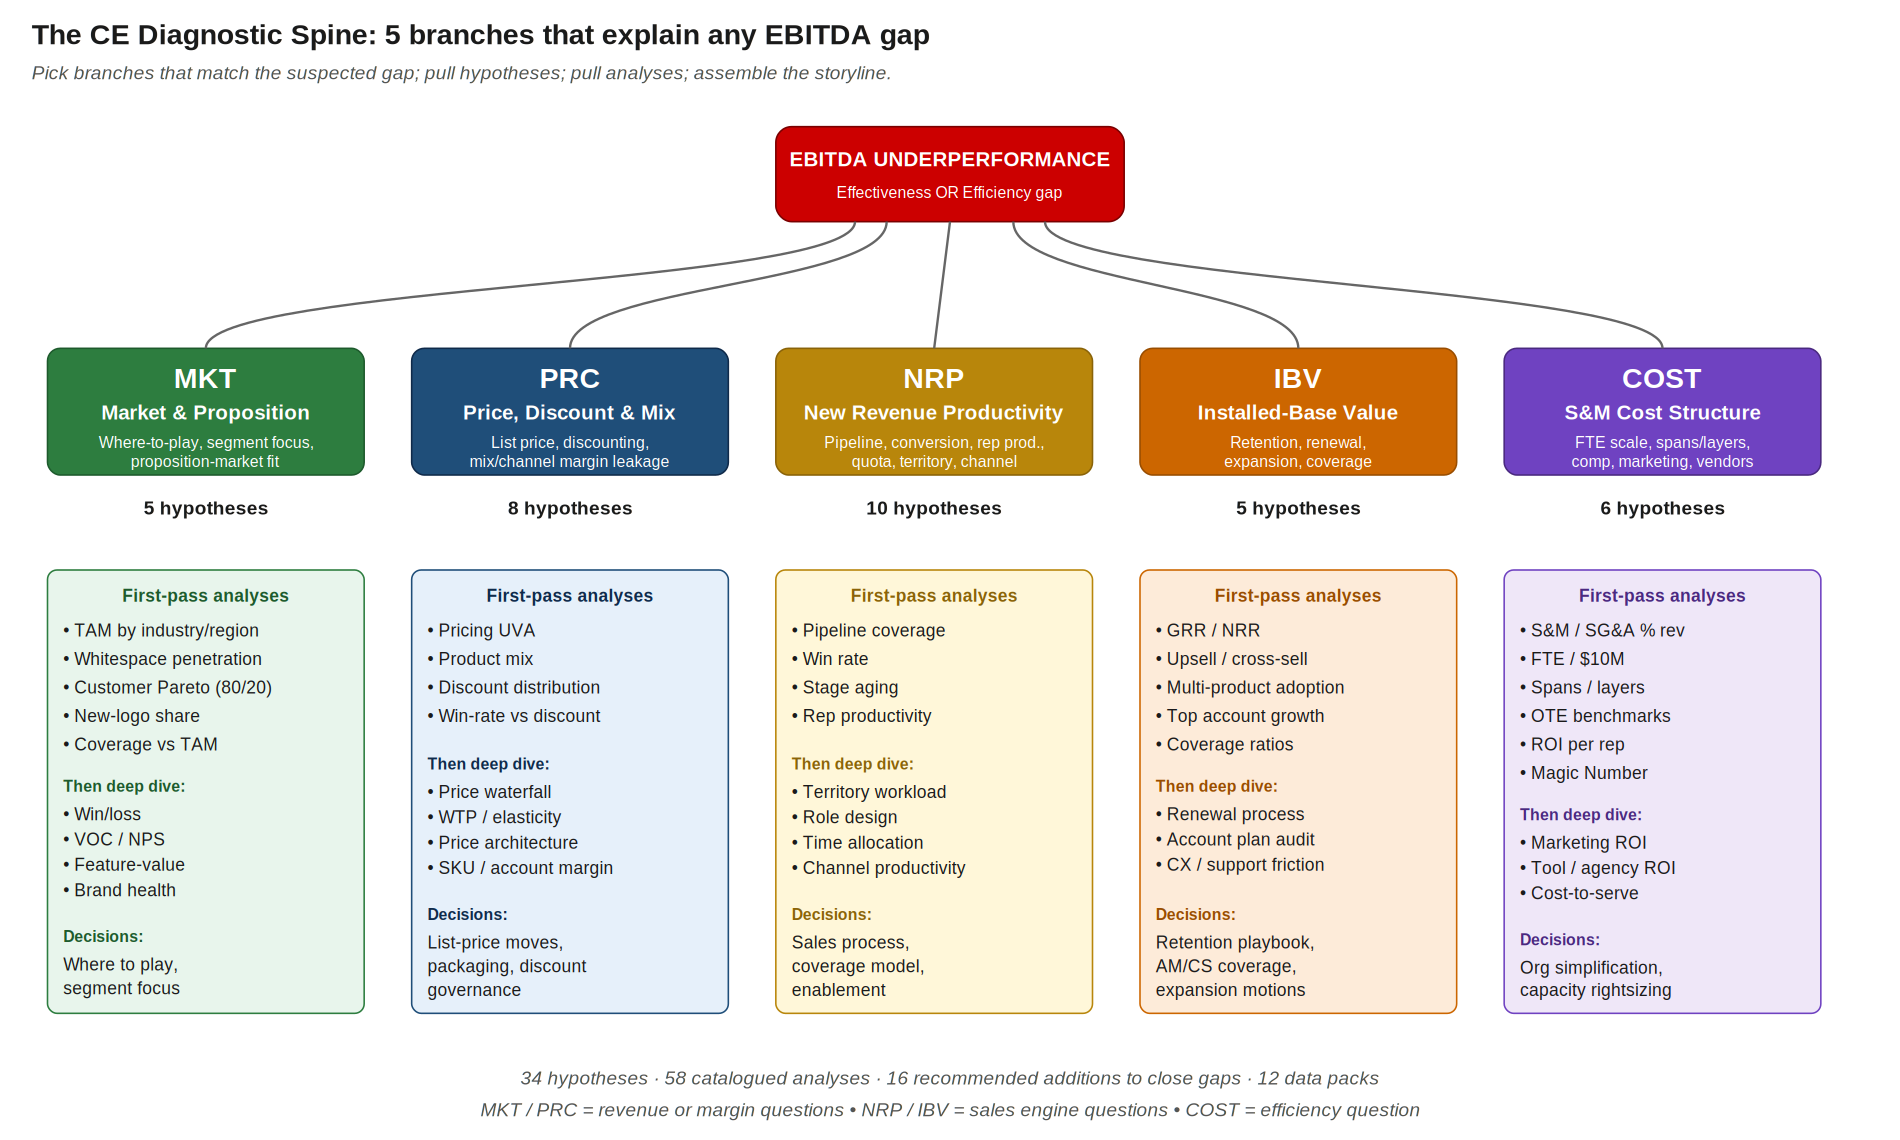 The CE Diagnostic Spine: 5 branches that explain any EBITDA gap
Pick branches that match the suspected gap; pull hypotheses; pull analyses; assemble the storyline.
EBITDA UNDERPERFORMANCE
Effectiveness OR Efficiency gap
MKT
Market & Proposition
Where-to-play, segment focus,
proposition-market fit
5 hypotheses
PRC
Price, Discount & Mix
List price, discounting,
mix/channel margin leakage
8 hypotheses
NRP
New Revenue Productivity
Pipeline, conversion, rep prod.,
quota, territory, channel
10 hypotheses
IBV
Installed-Base Value
Retention, renewal,
expansion, coverage
5 hypotheses
COST
S&M Cost Structure
FTE scale, spans/layers,
comp, marketing, vendors
6 hypotheses
First-pass analyses
• TAM by industry/region
• Whitespace penetration
• Customer Pareto (80/20)
• New-logo share
• Coverage vs TAM
Then deep dive:
• Win/loss
• VOC / NPS
• Feature-value
• Brand health
Decisions:
Where to play,
segment focus
First-pass analyses
• Pricing UVA
• Product mix
• Discount distribution
• Win-rate vs discount
Then deep dive:
• Price waterfall
• WTP / elasticity
• Price architecture
• SKU / account margin
Decisions:
List-price moves,
packaging, discount
governance
First-pass analyses
• Pipeline coverage
• Win rate
• Stage aging
• Rep productivity
Then deep dive:
• Territory workload
• Role design
• Time allocation
• Channel productivity
Decisions:
Sales process,
coverage model,
enablement
First-pass analyses
• GRR / NRR
• Upsell / cross-sell
• Multi-product adoption
• Top account growth
• Coverage ratios
Then deep dive:
• Renewal process
• Account plan audit
• CX / support friction
Decisions:
Retention playbook,
AM/CS coverage,
expansion motions
First-pass analyses
• S&M / SG&A % rev
• FTE / $10M
• Spans / layers
• OTE benchmarks
• ROI per rep
• Magic Number
Then deep dive:
• Marketing ROI
• Tool / agency ROI
• Cost-to-serve
Decisions:
Org simplification,
capacity rightsizing
34 hypotheses · 58 catalogued analyses · 16 recommended additions to close gaps · 12 data packs
MKT / PRC = revenue or margin questions • NRP / IBV = sales engine questions • COST = efficiency question